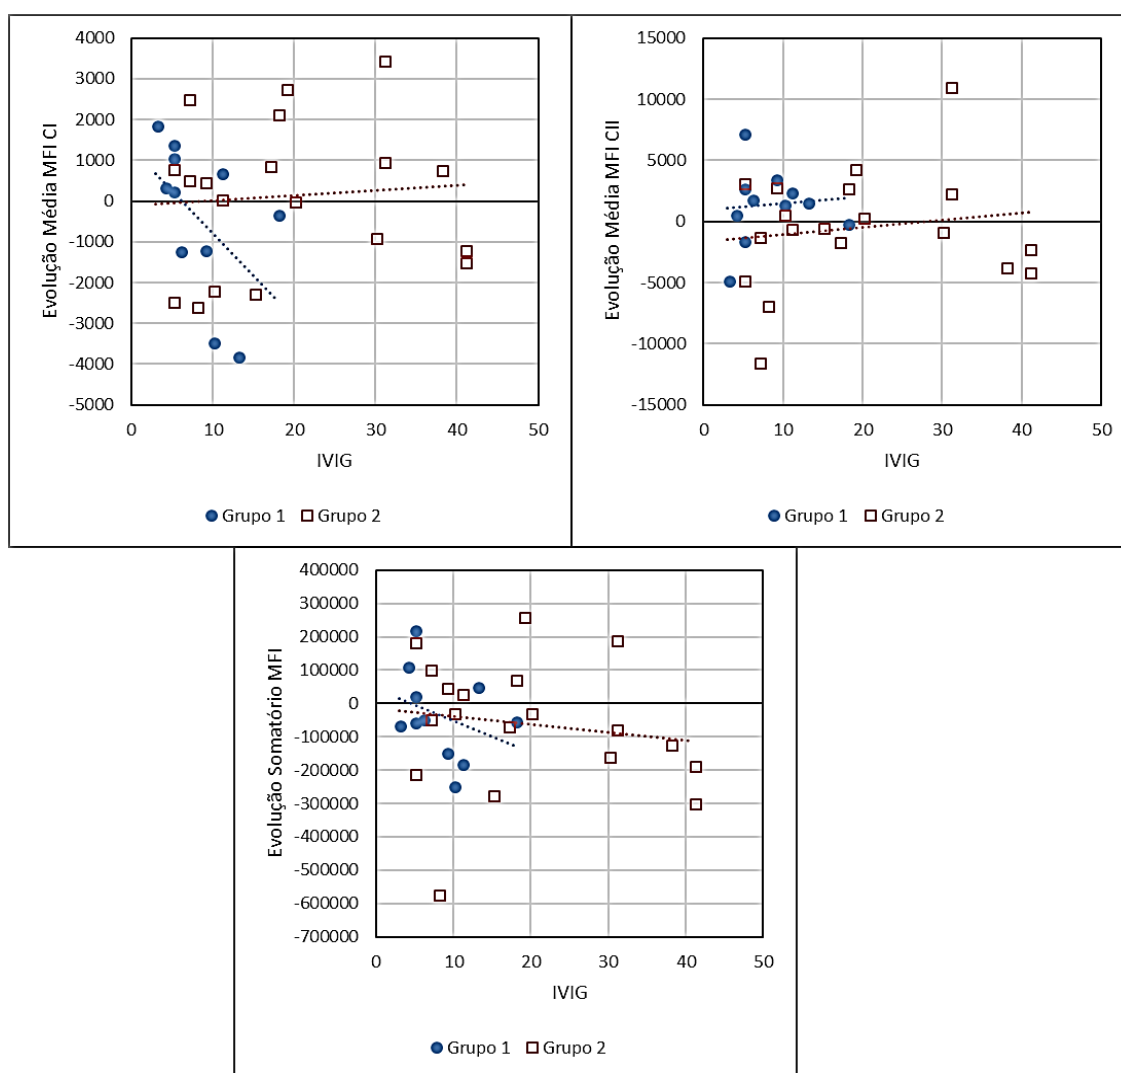 Evolução Média MFI CI
4000
3000
2000
1000
0
-1000
-2000
-3000
-4000
-5000
0 10 20 30 40 50
IVIG
Grupo 1 Grupo 2
Evolução Média MFI CII
15000
10000
5000
0
-5000
-10000
-15000
0 10 20 30 40 50
IVIG
Grupo 1 Grupo 2
Evolução Somatório MFI
400000
300000
200000
100000
0
-100000
-200000
-300000
-400000
-500000
-600000
-700000
0 10 20 30 40 50
IVIG
Grupo 1 Grupo 2